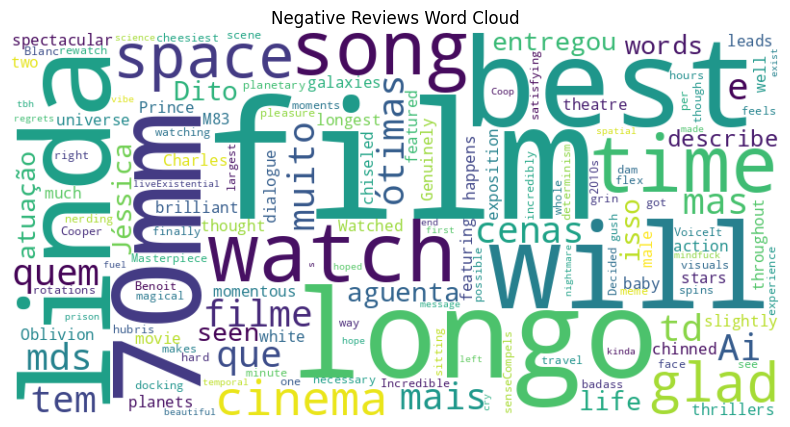 Negative Reviews Word Cloud
science cheesiest scene
spectacular Blanc rewatch space song best entregou words leads
two
tbh planetary galaxies Dito satisfying e well
regrets vibe moments Coop theatre per hours exist
universe Prince M83 pleasure longest featured ótimas though feels
watching film describe
linda 70mm right Charles largest muito chiseled Genuinely happens exposition time made spatial
atuação Jéssica much liveExistential dialogue incredibly whole determinism 2010s dam flex mas
nerding brilliant grin got
Cooper finally thought Watched end first featuring cenas isso male VoiceIt throughout
quem Masterpiece watch s hoped possible nightmare Decided gush action visuals mindfuck experience
fuel Benoit momentous aguenta will meme baby stars
rotations magical white message spins
Oblivion prison hubris filme seen way longo td slightly
mds movie que hope left kinda chinned Ai
makes hard sitting travel face see
docking minute necessary badass glad
tem planets temporal one Incredible senseCompels life thrillers
beautiful cinema mais cry